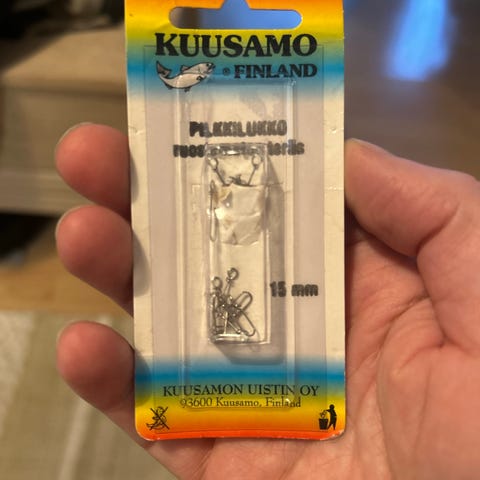 KUUSAMO
® FINLAND
PILKKILUKKO
15 mm
KUUSAMON UISTIN OY
93600 Kuusamo, Finland